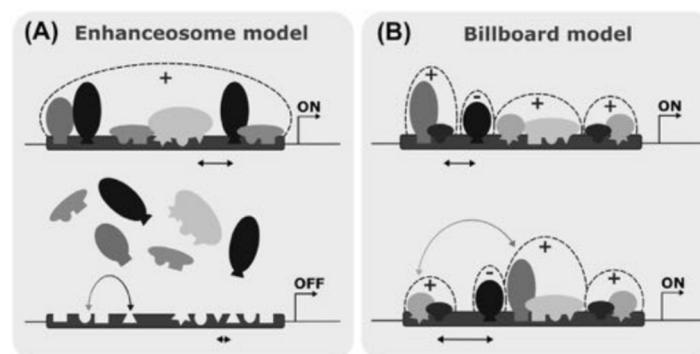 (A) Enhanceosome model
+
ON
OFF
(B) Billboard model
+ - + +
ON
+ - + +
ON